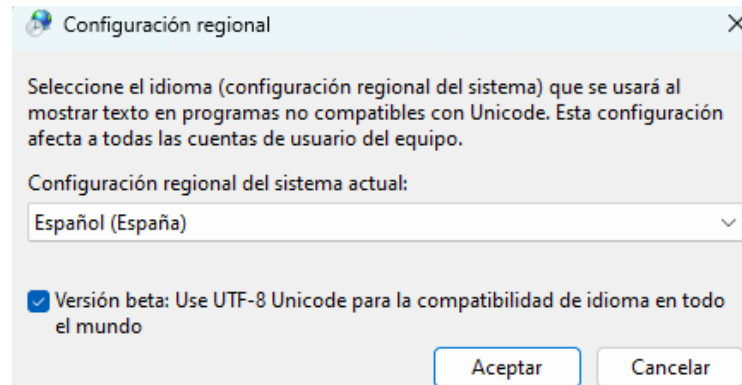 Configuración regional
Seleccione el idioma (configuración regional del sistema) que se usará al
mostrar texto en programas no compatibles con Unicode. Esta configuración
afecta a todas las cuentas de usuario del equipo.
Configuración regional del sistema actual:
Español (España)
Versión beta: Use UTF-8 Unicode para la compatibilidad de idioma en todo
el mundo
Aceptar Cancelar